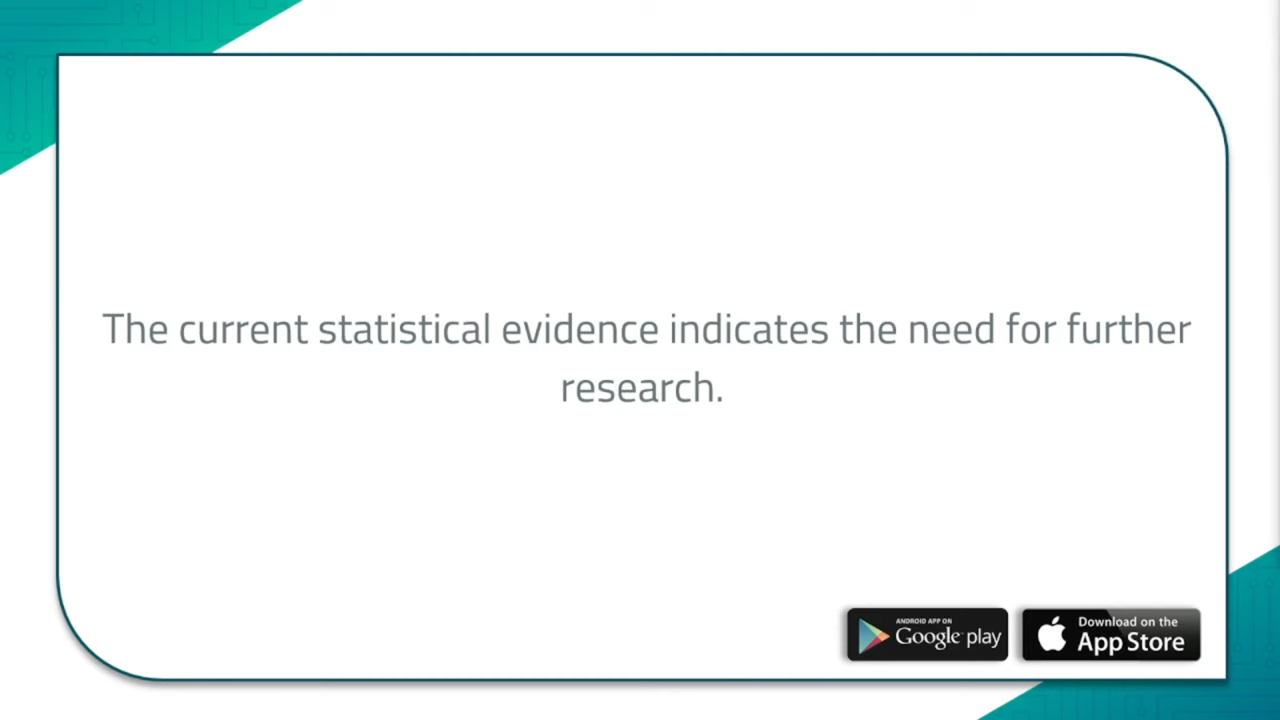 The current statistical evidence indicates the need for further
research.
ANDROID APP ON
Google play
Download on the
App Store